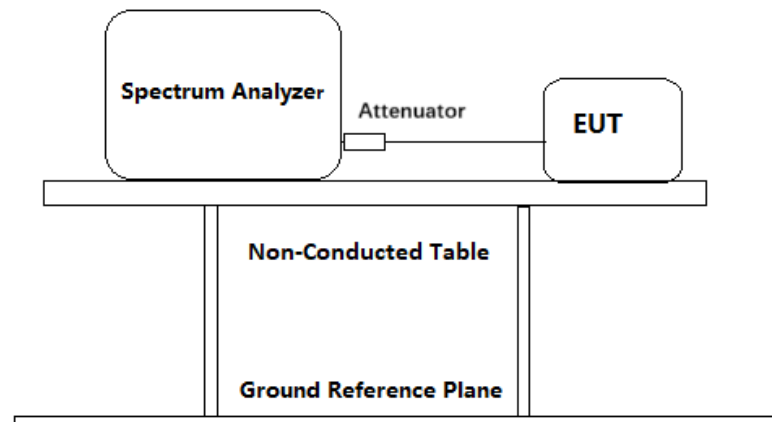 Spectrum Analyzer
Attenuator
EUT
Non-Conducted Table
Ground Reference Plane